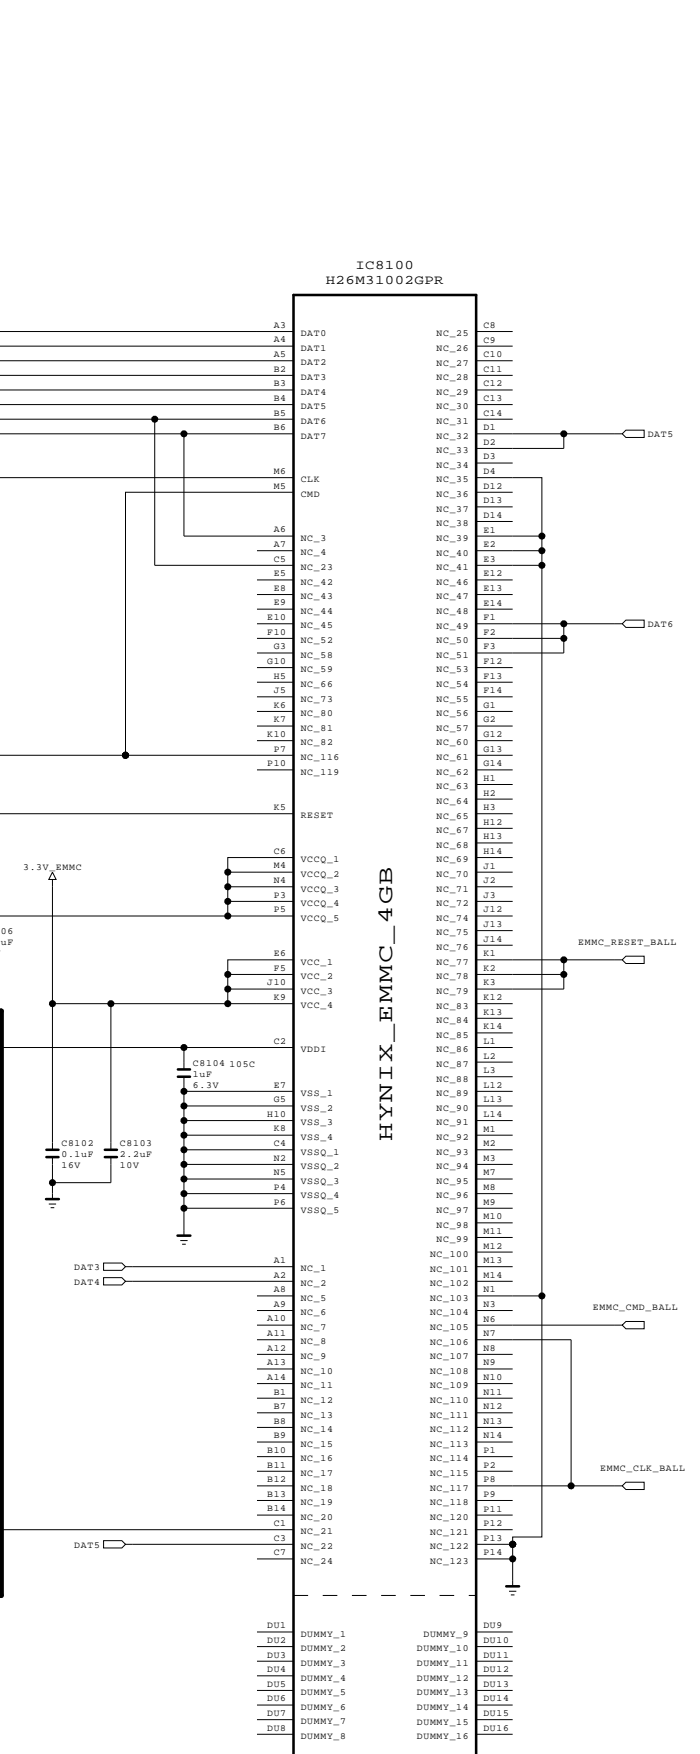 IC8100
H26M31002GPR
A3 DAT0
A4 DAT1
A5 DAT2
B2 DAT3
B3 DAT4
B4 DAT5
B5 DAT6
B6 DAT7
M6 CLK
M5 CMD
A6 NC_3
A7 NC_4
C5 NC_23
E5 NC_42
E8 NC_43
E9 NC_44
E10 NC_45
F10 NC_52
G3 NC_58
G10 NC_59
H5 NC_66
J5 NC_73
K6 NC_80
K7 NC_81
K10 NC_82
P7 NC_116
P10 NC_119
K5 RESET
3.3V_EMMC
06
uF
C6 VCCQ_1
M4 VCCQ_2
N4 VCCQ_3
P3 VCCQ_4
P5 VCCQ_5
E6 VCC_1
F5 VCC_2
J10 VCC_3
K9 VCC_4
C2 VDDI
C8104 105C
1uF
6.3V
E7 VSS_1
G5 VSS_2
H10 VSS_3
K8 VSS_4
C4 VSSQ_1
N2 VSSQ_2
N5 VSSQ_3
P4 VSSQ_4
P6 VSSQ_5
C8102
0.1uF
16V
C8103
2.2uF
10V
DAT3 A1 NC_1
DAT4 A2 NC_2
A8 NC_5
A9 NC_6
A10 NC_7
A11 NC_8
A12 NC_9
A13 NC_10
A14 NC_11
B1 NC_12
B7 NC_13
B8 NC_14
B9 NC_15
B10 NC_16
B11 NC_17
B12 NC_18
B13 NC_19
B14 NC_20
C1 NC_21
DAT5 C3 NC_22
C7 NC_24
HYNIX_EMMC_4GB
NC_25 C8
NC_26 C9
NC_27 C10
NC_28 C11
NC_29 C12
NC_30 C13
NC_31 C14
NC_32 D1 DAT5
NC_33 D2
NC_34 D3
NC_35 D4
NC_36 D12
NC_37 D13
NC_38 D14
NC_39 E1
NC_40 E2
NC_41 E3
NC_46 E12
NC_47 E13
NC_48 E14
NC_49 F1 DAT6
NC_50 F2
NC_51 F3
NC_53 F12
NC_54 F13
NC_55 F14
NC_56 G1
NC_57 G2
NC_60 G12
NC_61 G13
NC_62 G14
NC_63 H1
NC_64 H2
NC_65 H3
NC_67 H12
NC_68 H13
NC_69 H14
NC_70 J1
NC_71 J2
NC_72 J3
NC_74 J12
NC_75 J13
NC_76 J14
NC_77 K1 EMMC_RESET_BALL
NC_78 K2
NC_79 K3
NC_83 K12
NC_84 K13
NC_85 K14
NC_86 L1
NC_87 L2
NC_88 L3
NC_89 L12
NC_90 L13
NC_91 L14
NC_92 M1
NC_93 M2
NC_94 M3
NC_95 M7
NC_96 M8
NC_97 M9
NC_98 M10
NC_99 M11
NC_100 M12
NC_101 M13
NC_102 M14
NC_103 N1
NC_104 N3
NC_105 N6 EMMC_CMD_BALL
NC_106 N7
NC_107 N8
NC_108 N9
NC_109 N10
NC_110 N11
NC_111 N12
NC_112 N13
NC_113 N14
NC_114 P1
NC_115 P2
NC_117 P8 EMMC_CLK_BALL
NC_118 P9
NC_120 P11
NC_121 P12
NC_122 P13
NC_123 P14
DU1 DUMMY_1
DU2 DUMMY_2
DU3 DUMMY_3
DU4 DUMMY_4
DU5 DUMMY_5
DU6 DUMMY_6
DU7 DUMMY_7
DU8 DUMMY_8
DUMMY_9 DU9
DUMMY_10 DU10
DUMMY_11 DU11
DUMMY_12 DU12
DUMMY_13 DU13
DUMMY_14 DU14
DUMMY_15 DU15
DUMMY_16 DU16